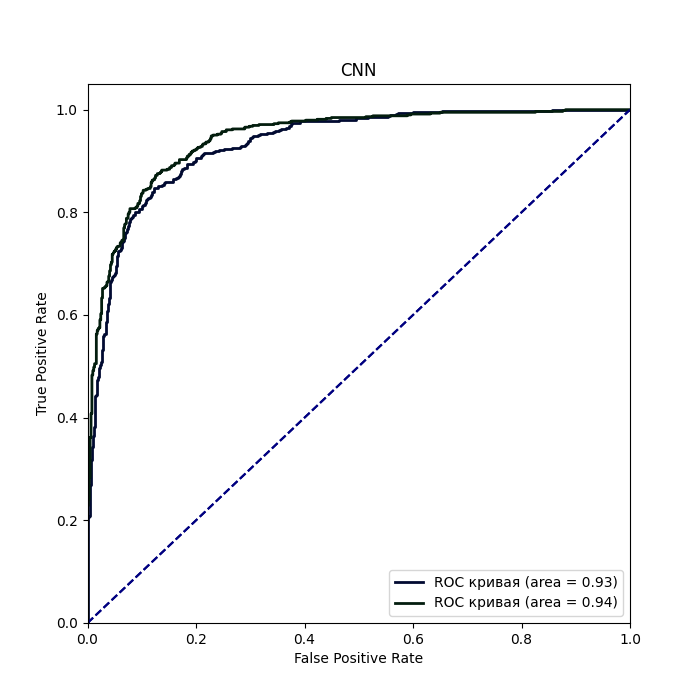 CNN
True Positive Rate
1.0
0.8
0.6
0.4
0.2
0.0
ROC кривая (area = 0.93)
ROC кривая (area = 0.94)
0.0 0.2 0.4 0.6 0.8 1.0
False Positive Rate